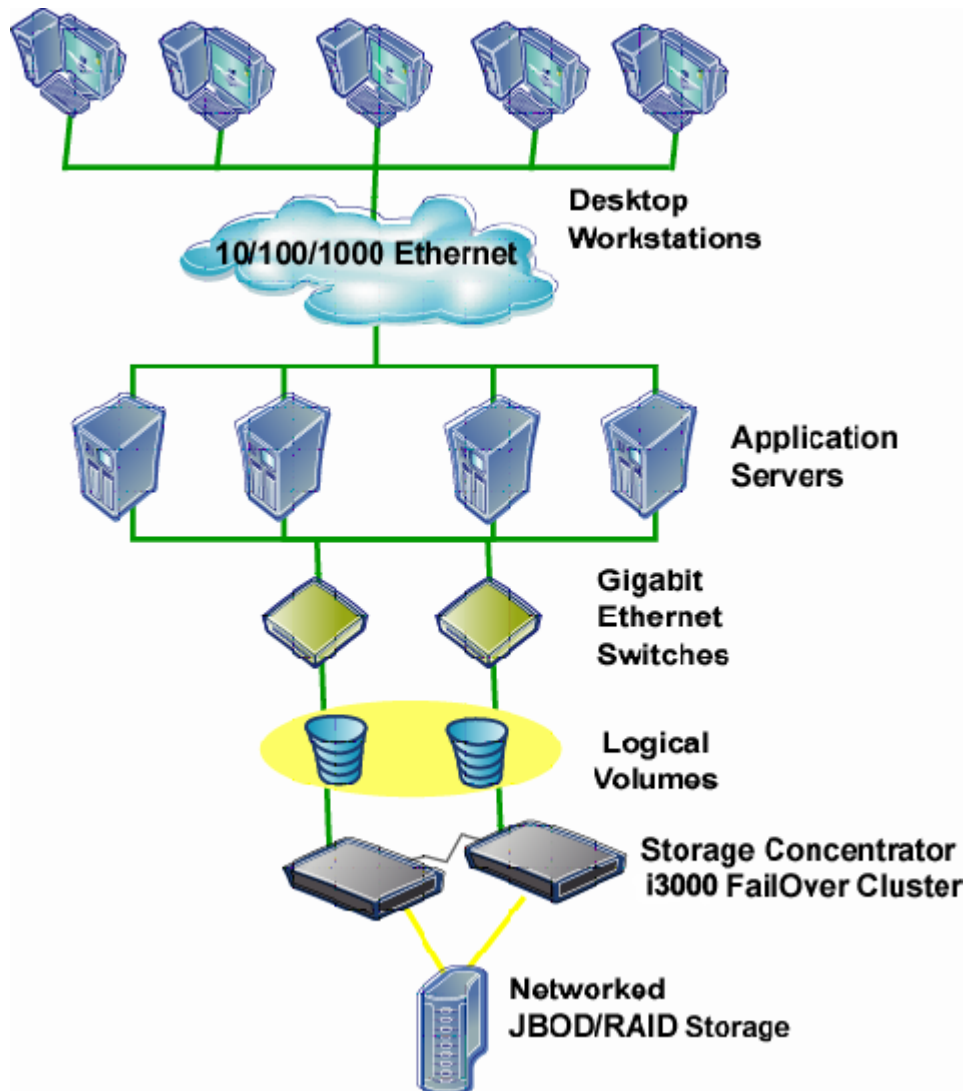 Desktop
Workstations
10/100/1000 Ethernet
Application
Servers
Gigabit
Ethernet
Switches
Logical
Volumes
Storage Concentrator
i3000 FailOver Cluster
Networked
JBOD/RAID Storage